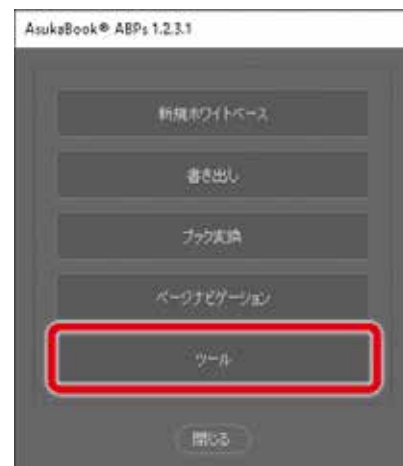 AsukaBook® ABPs 1.2.3.1
新規ホワイトベース
書き出し
ブック変換
ページナビゲーション
ツール
閉じる